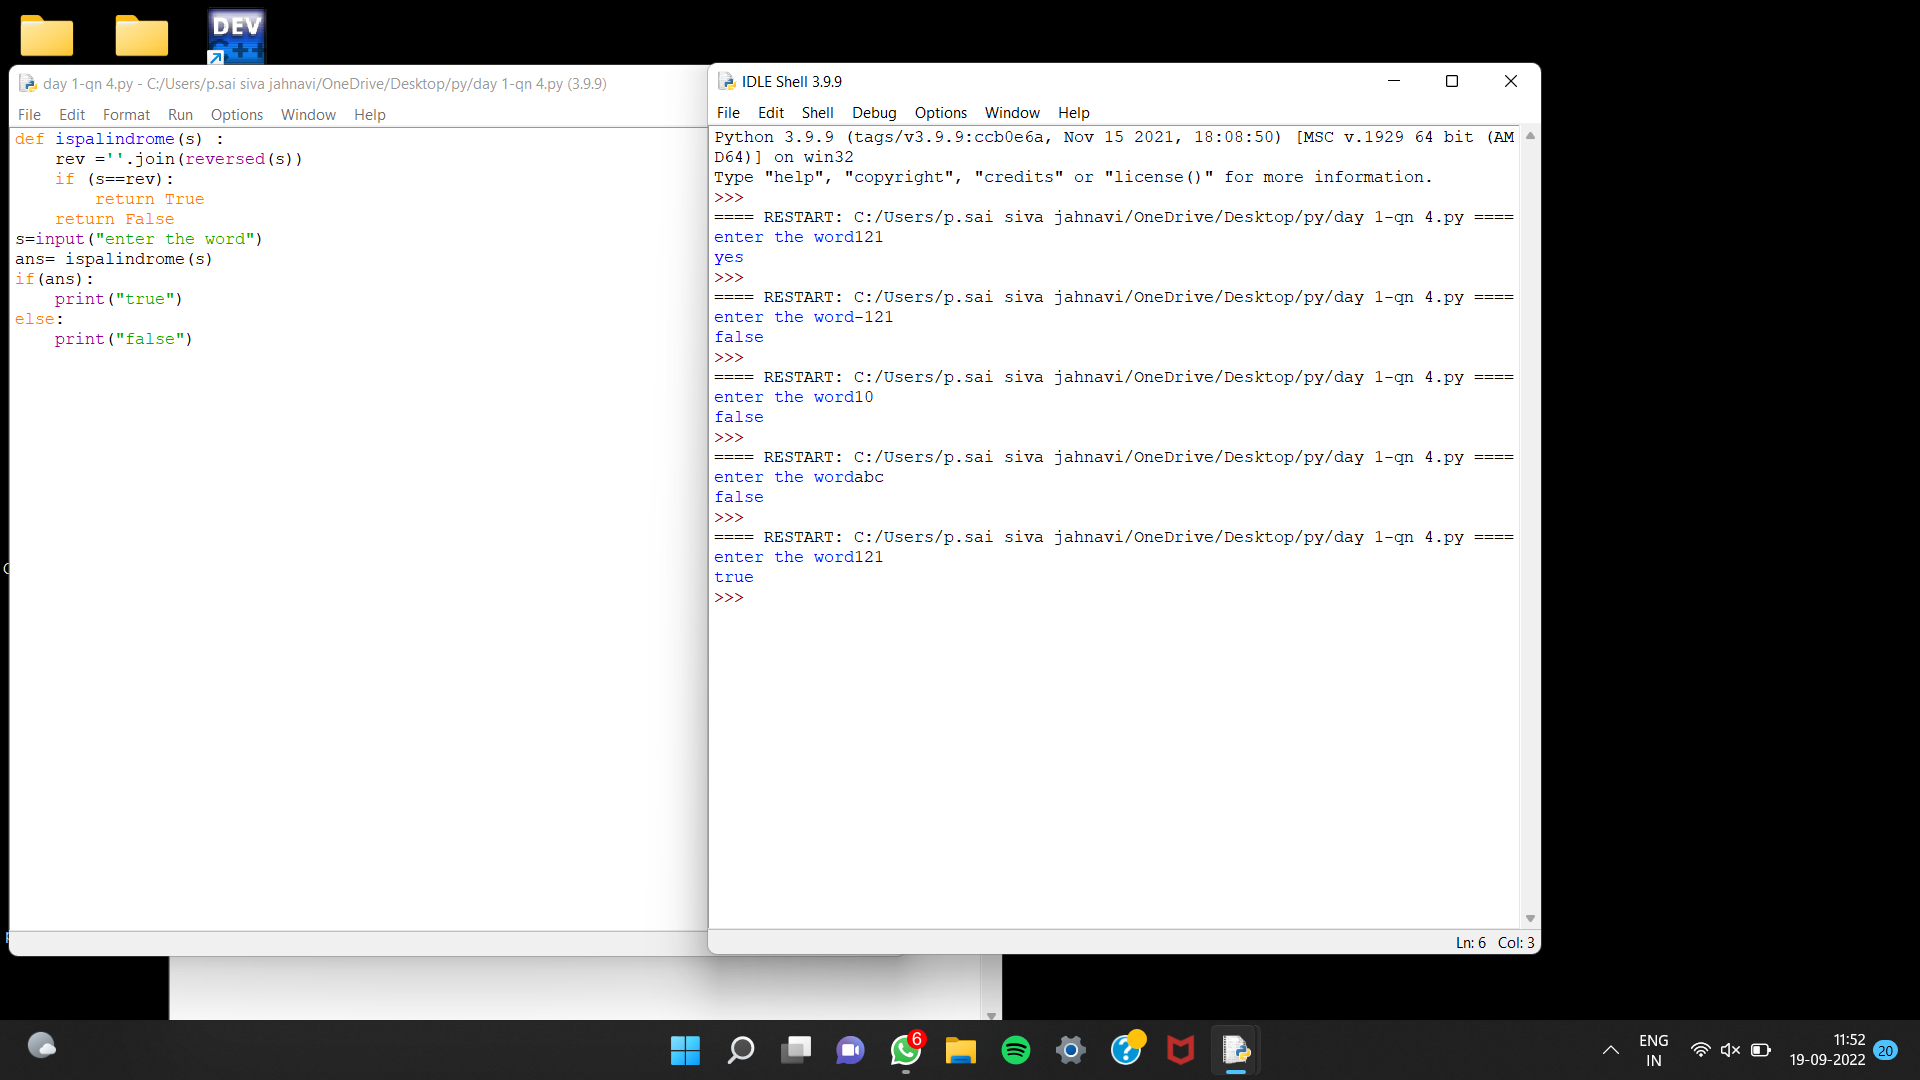 DEV
C++
day 1-qn 4.py - C:/Users/p.sai siva jahnavi/OneDrive/Desktop/py/day 1-qn 4.py (3.9.9)
File Edit Format Run Options Window Help
def ispalindrome(s) :
    rev =''.join(reversed(s))
    if (s==rev):
        return True
    return False
s=input("enter the word")
ans= ispalindrome(s)
if(ans):
    print("true")
else:
    print("false")
IDLE Shell 3.9.9
File Edit Shell Debug Options Window Help
Python 3.9.9 (tags/v3.9.9:ccb0e6a, Nov 15 2021, 18:08:50) [MSC v.1929 64 bit (AM
D64)] on win32
Type "help", "copyright", "credits" or "license()" for more information.
>>>
==== RESTART: C:/Users/p.sai siva jahnavi/OneDrive/Desktop/py/day 1-qn 4.py ====
enter the word121
yes
>>>
==== RESTART: C:/Users/p.sai siva jahnavi/OneDrive/Desktop/py/day 1-qn 4.py ====
enter the word-121
false
>>>
==== RESTART: C:/Users/p.sai siva jahnavi/OneDrive/Desktop/py/day 1-qn 4.py ====
enter the word10
false
>>>
==== RESTART: C:/Users/p.sai siva jahnavi/OneDrive/Desktop/py/day 1-qn 4.py ====
enter the wordabc
false
>>>
==== RESTART: C:/Users/p.sai siva jahnavi/OneDrive/Desktop/py/day 1-qn 4.py ====
enter the word121
true
>>>
Ln: 6 Col: 3
6
ENG
IN
11:52
19-09-2022
20